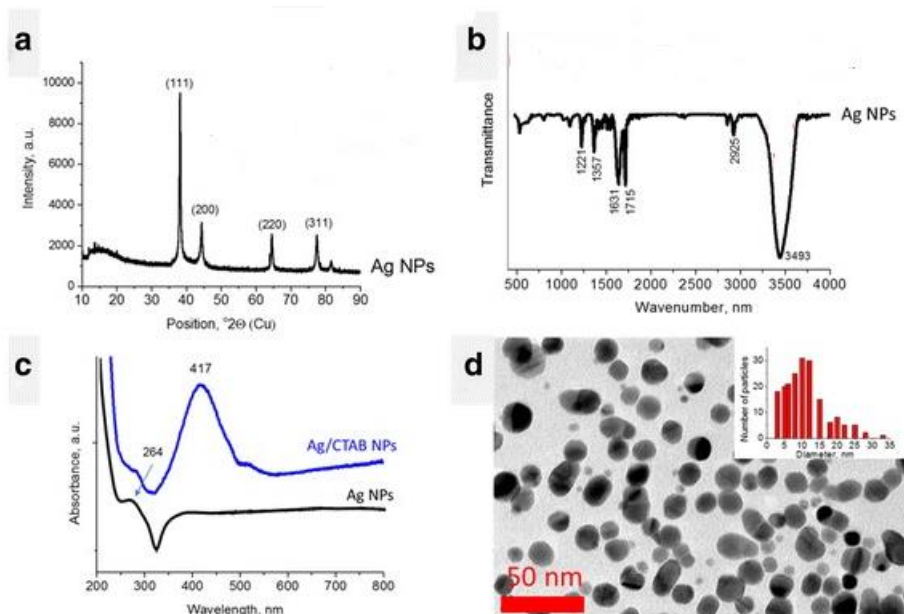 a
(111)
(200)
(220)
(311)
Ag NPs
10000
8000
6000
4000
2000
0
Intensity, a.u.
10 20 30 40 50 60 70 80 90
Position, °2Θ (Cu)
b
Ag NPs
1221
1357
1631
1715
2925
3493
Transmittance
500 1000 1500 2000 2500 3000 3500 4000
Wavenumber, nm
c
417
264
Ag/CTAB NPs
Ag NPs
Absorbance, a.u.
200 300 400 500 600 700 800
Wavelength, nm
d
Number of particles
30
20
10
0
0 5 10 15 20 25 30 35
Diameter, nm
50 nm